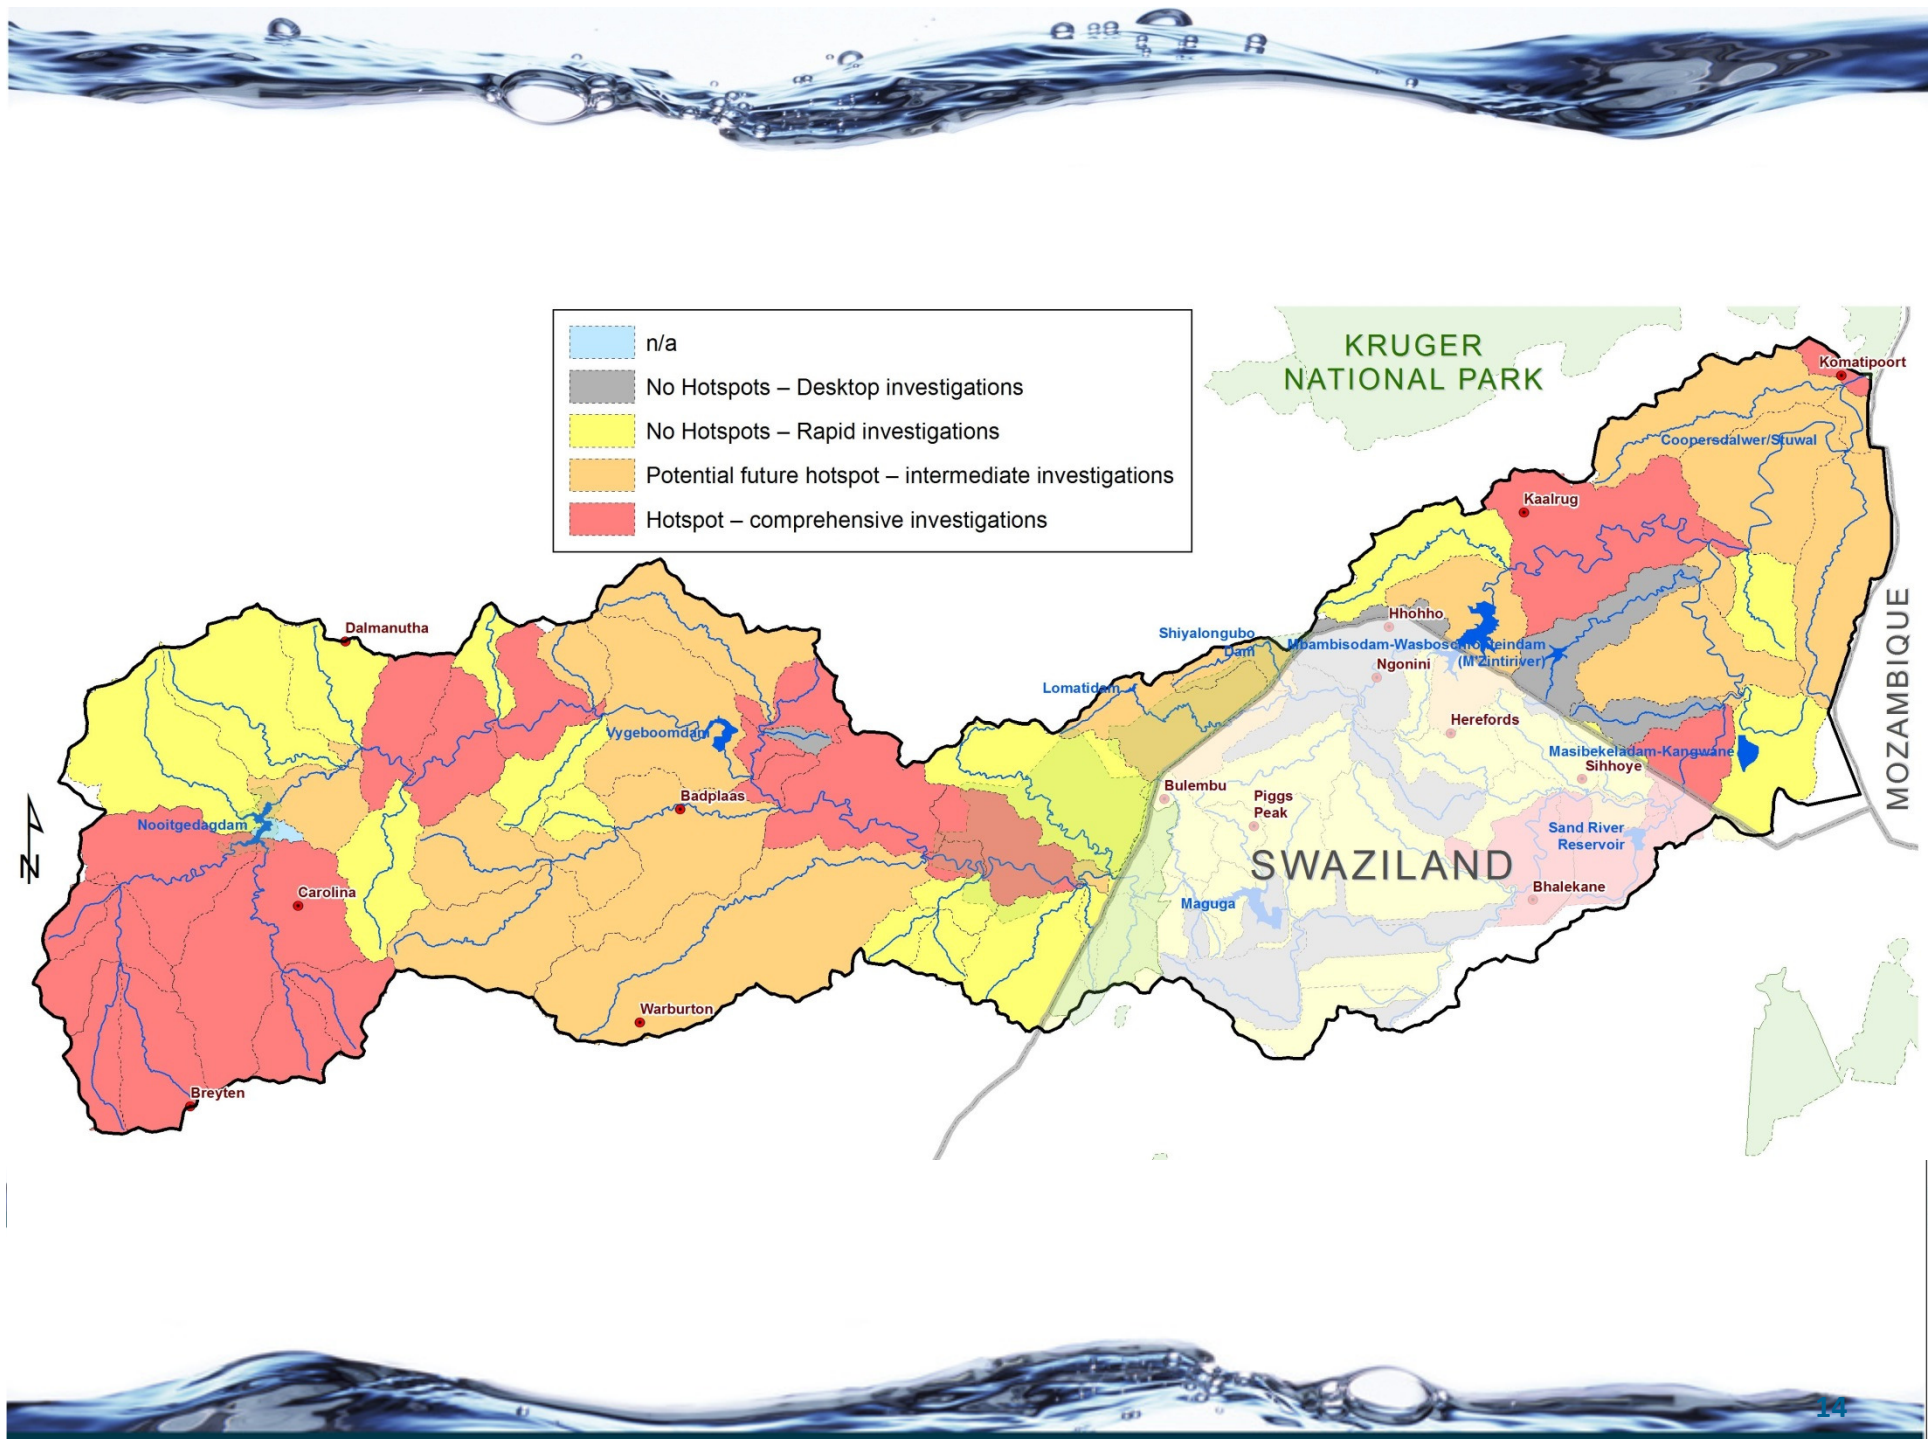 n/a
No Hotspots – Desktop investigations
No Hotspots – Rapid investigations
Potential future hotspot – intermediate investigations
Hotspot – comprehensive investigations
KRUGER
NATIONAL PARK
Komatipoort
Coopersdalwer/Stuwal
Kaalrug
MOZAMBIQUE
Hhohho
Shiyalongubo
Dam
(M'Zintiriver)
Ngonini
Lomatidam
Dalmanutha
Herefords
Vygeboomdam
Masibekeladam-Kangwane
Sihhoye
Bulembu
Piggs
Peak
Badplaas
Nooitgedagdam
Sand River
Reservoir
SWAZILAND
N
Carolina
Bhalekane
Maguga
Warburton
Breyten
14